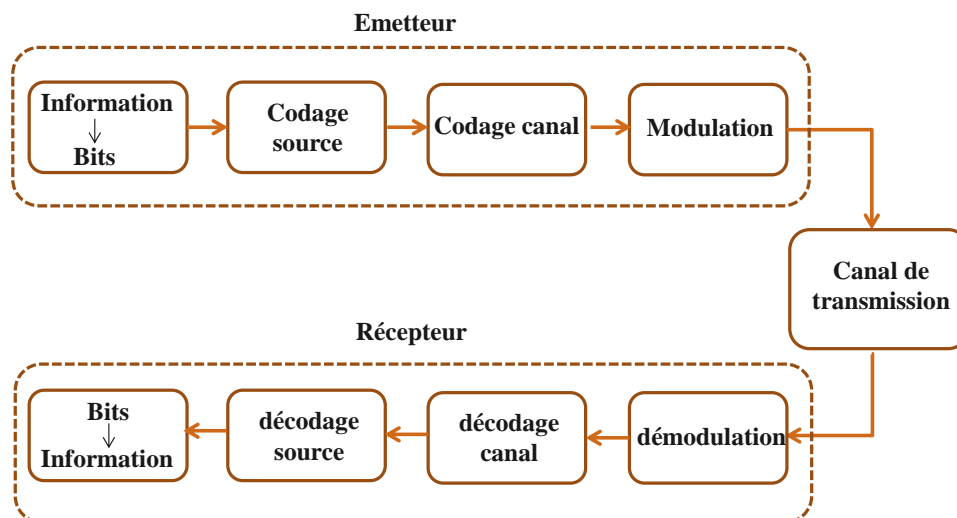 Emetteur
Information
Bits
Codage
source
Codage canal
Modulation
Canal de
transmission
Récepteur
Bits
Information
décodage
source
décodage
canal
démodulation